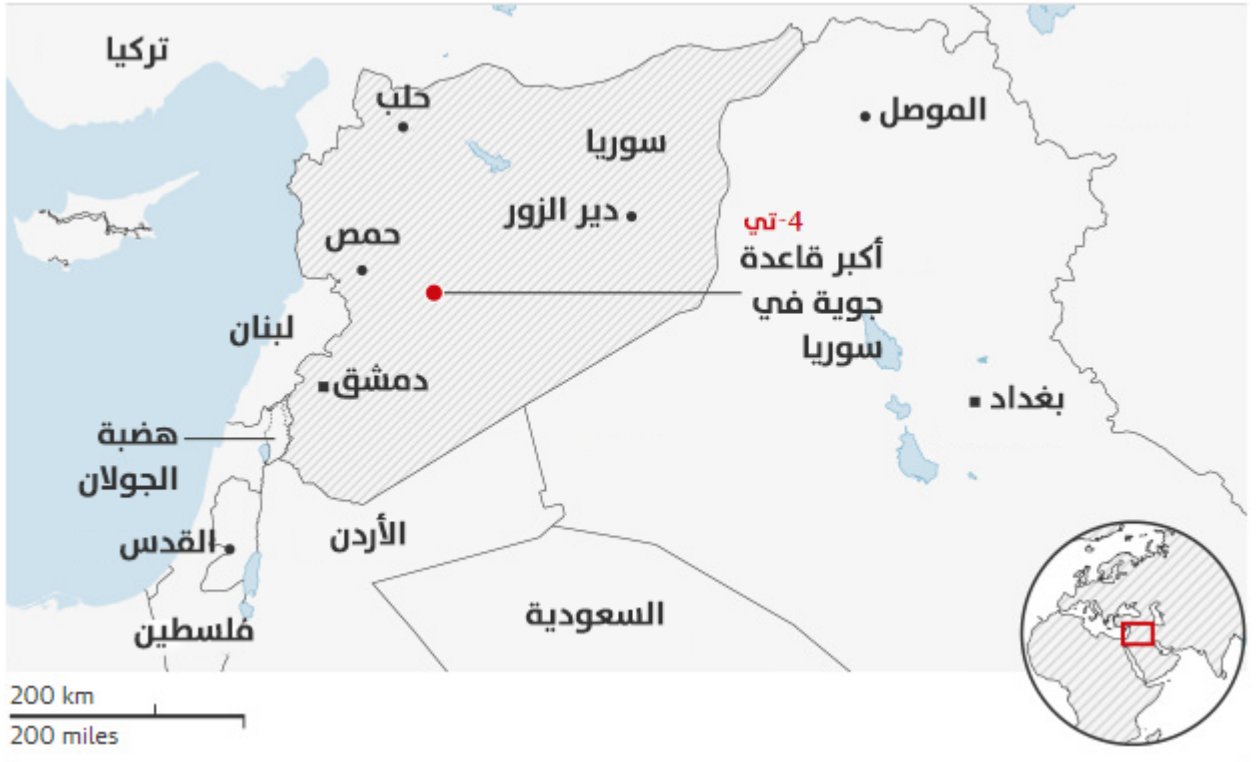 تركيا
حلب
الموصل
سوريا
دير الزور
تي-4
حمص
أكبر قاعدة
جوية في
سوريا
لبنان
دمشق
بغداد
هضبة
الجولان
الأردن
القدس
السعودية
فلسطين
200 km
200 miles